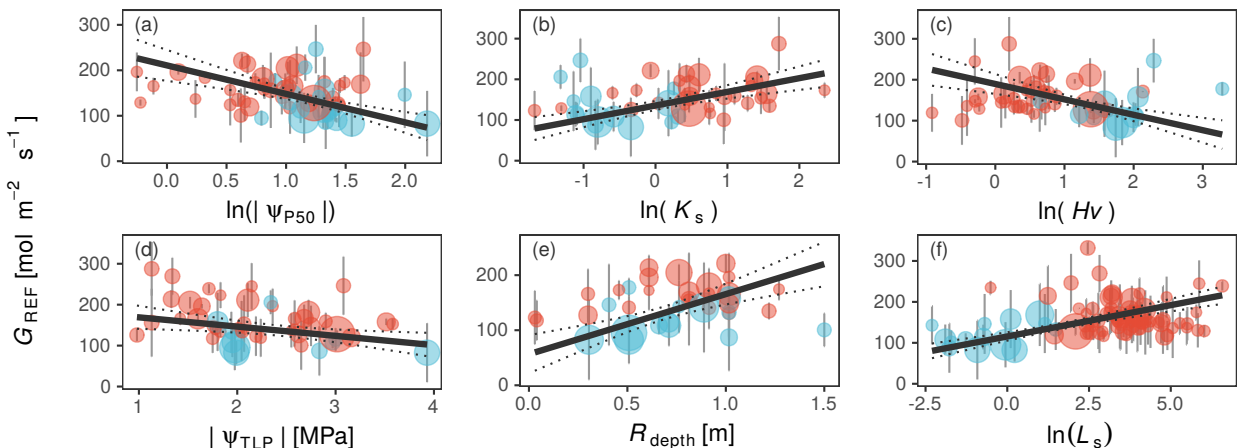 G_REF [mol m⁻² s⁻¹]
(a)
300
200
100
0
0.0 0.5 1.0 1.5 2.0
ln(| ψ_P50 |)
(b)
300
200
100
0
-1 0 1 2
ln( K_s )
(c)
300
200
100
0
-1 0 1 2 3
ln( Hv )
(d)
300
200
100
0
1 2 3 4
| ψ_TLP | [MPa]
(e)
200
100
0
0.0 0.5 1.0 1.5
R_depth [m]
(f)
300
200
100
0
-2.5 0.0 2.5 5.0
ln(L_s)